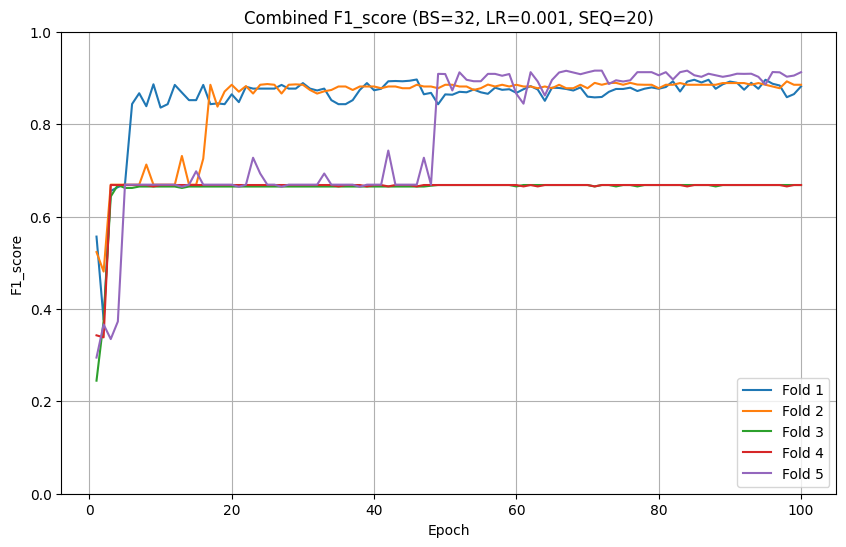 Combined F1_score (BS=32, LR=0.001, SEQ=20)
1.0
0.8
0.6
0.4
0.2
0.0
F1_score
0 20 40 60 80 100
Epoch
Fold 1
Fold 2
Fold 3
Fold 4
Fold 5